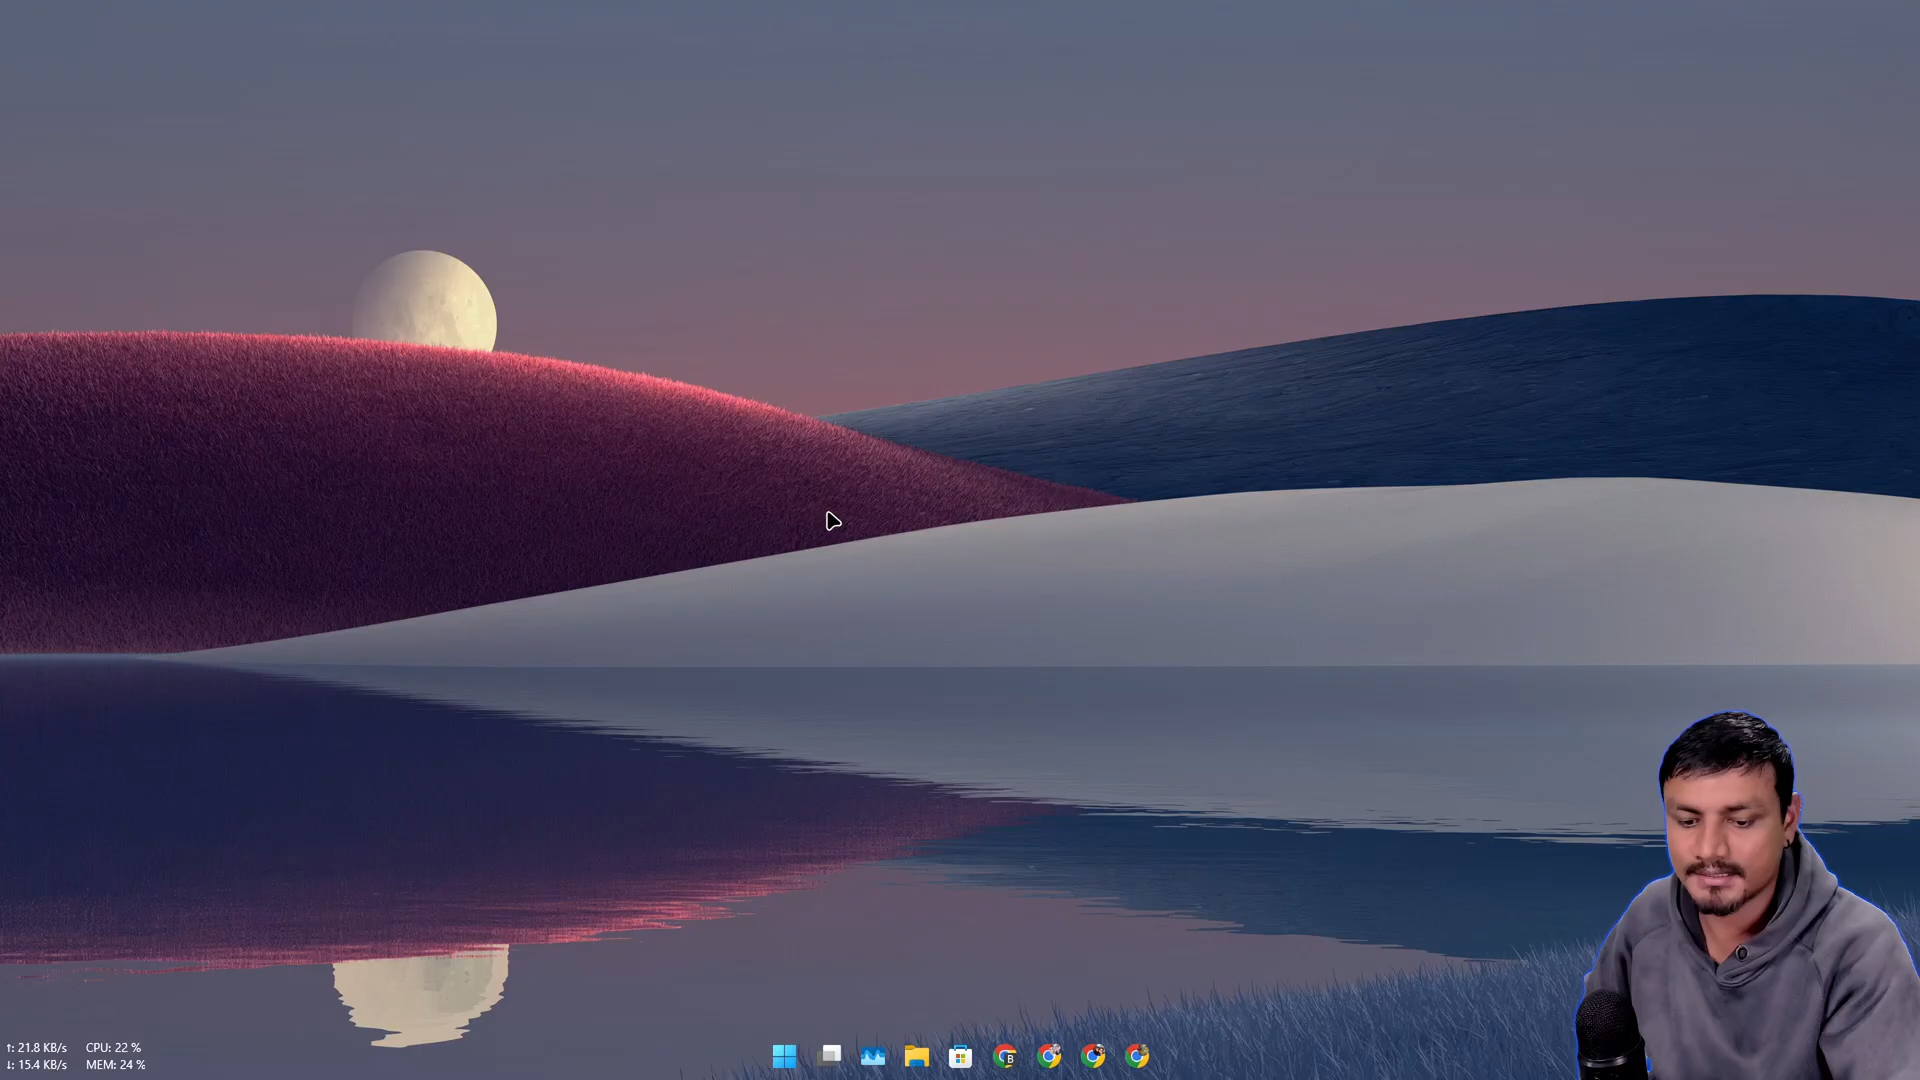 ↑: 21.8 KB/s CPU: 22 %
↓: 15.4 KB/s MEM: 24 %
B